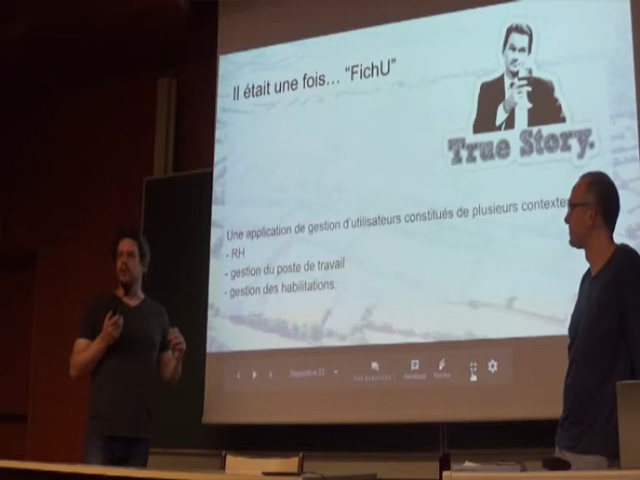 Il était une fois... "FichU"
True Story.
Une application de gestion d'utilisateurs constitués de plusieurs contexte
- RH
- gestion du poste de travail
- gestion des habilitations.